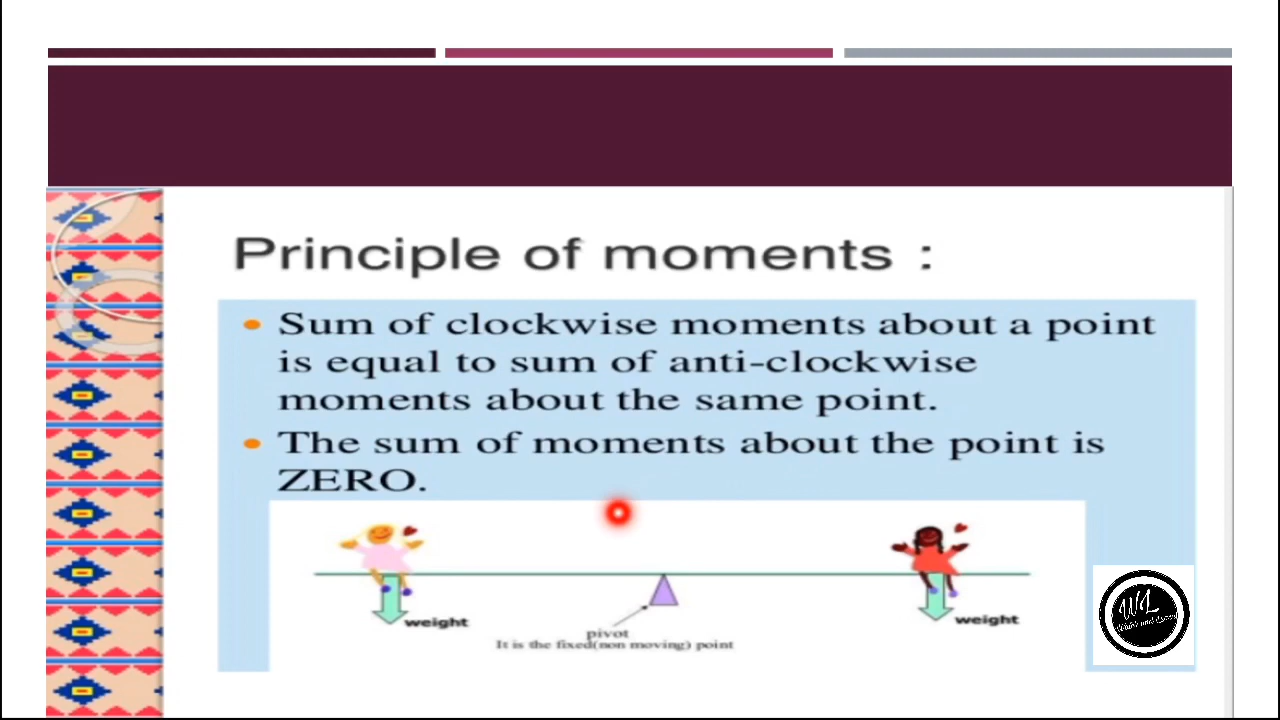 Principle of moments :
• Sum of clockwise moments about a point
is equal to sum of anti-clockwise
moments about the same point.
• The sum of moments about the point is
ZERO.
weight
weight
pivot
It is the fixed(non moving) point
WL